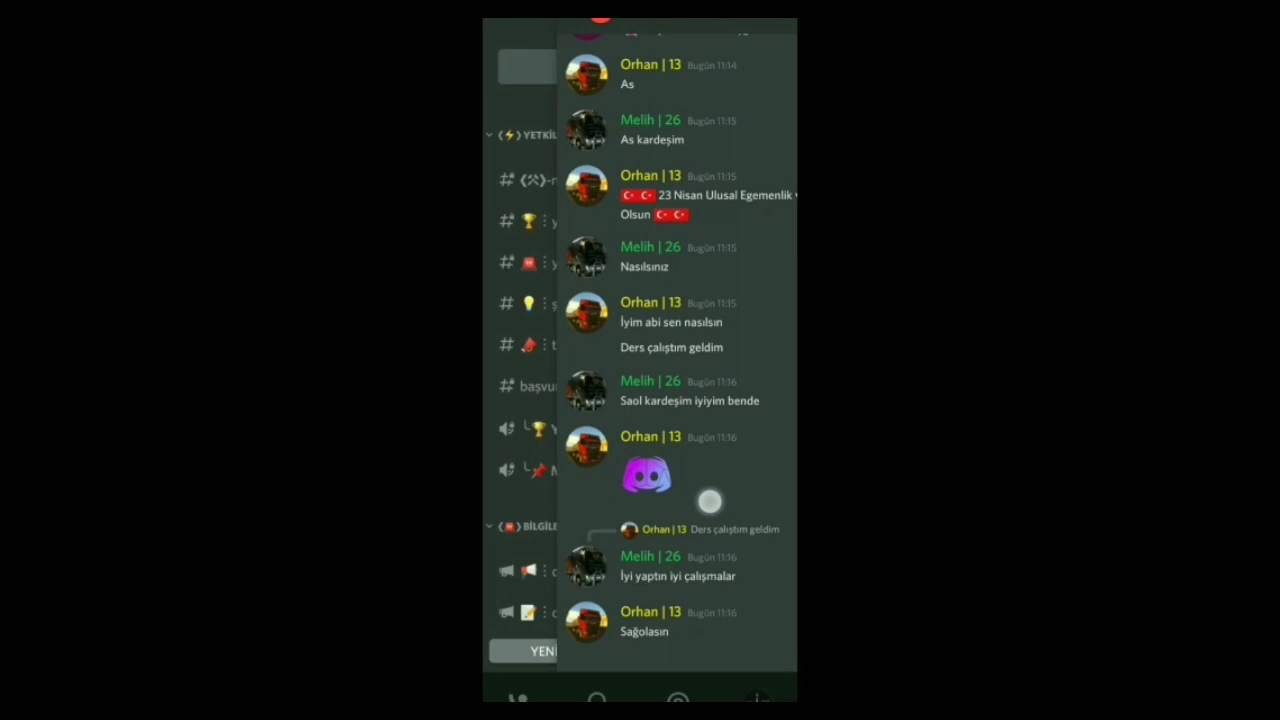 Orhan | 13 Bugün 11:14
As
Melih | 26 Bugün 11:15
As kardeşim
Orhan | 13 Bugün 11:15
23 Nisan Ulusal Egemenlik
Olsun
Melih | 26 Bugün 11:15
Nasılsınız
Orhan | 13 Bugün 11:15
İyim abi sen nasılsın
Ders çalıştım geldim
Melih | 26 Bugün 11:16
Saol kardeşim iyiyim bende
Orhan | 13 Bugün 11:16
Orhan | 13 Ders çalıştım geldim
Melih | 26 Bugün 11:16
İyi yaptın iyi çalışmalar
Orhan | 13 Bugün 11:16
Sağolasın
YETKİL
başvu
BİLGİLE
YENİ